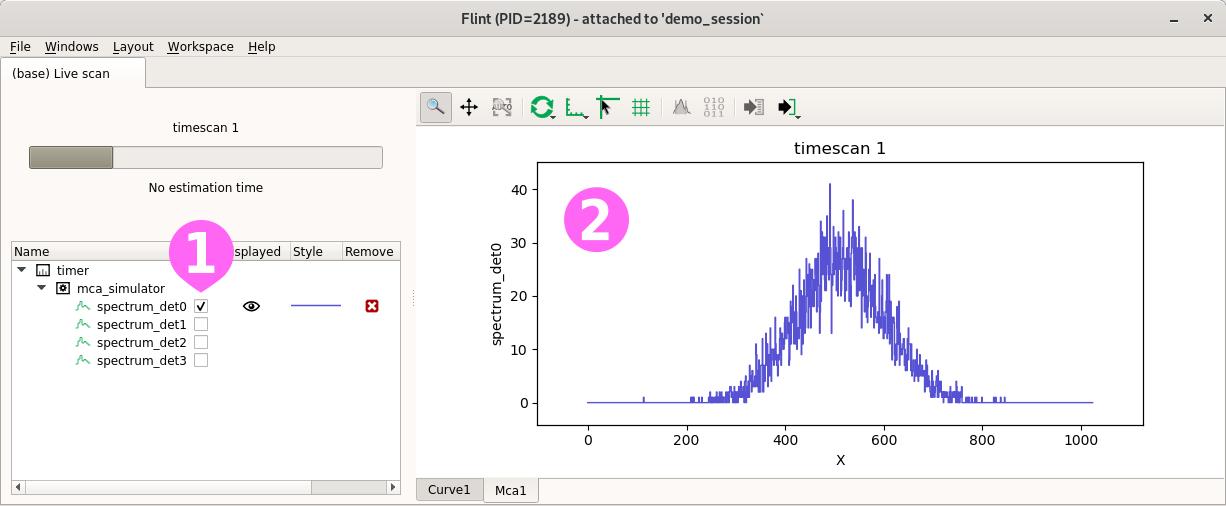 Flint (PID=2189) - attached to 'demo_session`
File Windows Layout Workspace Help
(base) Live scan
timescan 1
No estimation time
1
Name splayed Style Remove
timer
mca_simulator
spectrum_det0
spectrum_det1
spectrum_det2
spectrum_det3
AUTO
010
110
011
timescan 1
2
spectrum_det0
40
30
20
10
0
0 200 400 600 800 1000
X
Curve1 Mca1